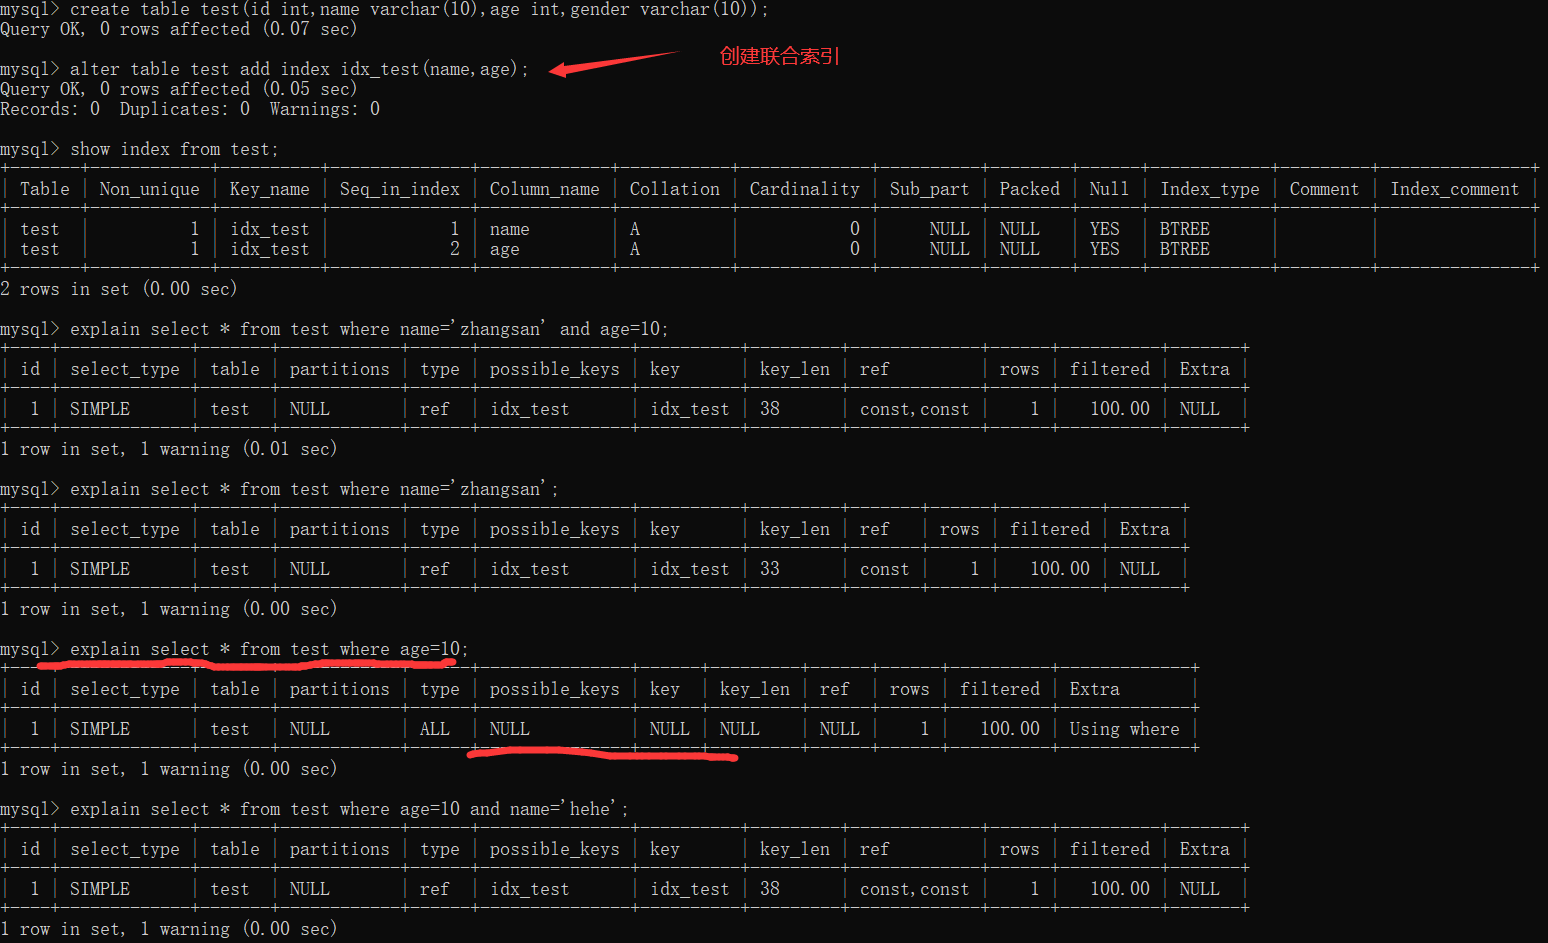 mysql> create table test(id int,name varchar(10),age int,gender varchar(10));
Query OK, 0 rows affected (0.07 sec)
创建联合索引
mysql> alter table test add index idx_test(name,age);
Query OK, 0 rows affected (0.05 sec)
Records: 0  Duplicates: 0  Warnings: 0
mysql> show index from test;
| Table | Non_unique | Key_name | Seq_in_index | Column_name | Collation | Cardinality | Sub_part | Packed | Null | Index_type | Comment | Index_comment |
| test | 1 | idx_test | 1 | name | A | 0 | NULL | NULL | YES | BTREE | | |
| test | 1 | idx_test | 2 | age | A | 0 | NULL | NULL | YES | BTREE | | |
2 rows in set (0.00 sec)
mysql> explain select * from test where name='zhangsan' and age=10;
| id | select_type | table | partitions | type | possible_keys | key | key_len | ref | rows | filtered | Extra |
| 1 | SIMPLE | test | NULL | ref | idx_test | idx_test | 38 | const,const | 1 | 100.00 | NULL |
1 row in set, 1 warning (0.01 sec)
mysql> explain select * from test where name='zhangsan';
| id | select_type | table | partitions | type | possible_keys | key | key_len | ref | rows | filtered | Extra |
| 1 | SIMPLE | test | NULL | ref | idx_test | idx_test | 33 | const | 1 | 100.00 | NULL |
1 row in set, 1 warning (0.00 sec)
mysql> explain select * from test where age=10;
| id | select_type | table | partitions | type | possible_keys | key | key_len | ref | rows | filtered | Extra |
| 1 | SIMPLE | test | NULL | ALL | NULL | NULL | NULL | NULL | 1 | 100.00 | Using where |
1 row in set, 1 warning (0.00 sec)
mysql> explain select * from test where age=10 and name='hehe';
| id | select_type | table | partitions | type | possible_keys | key | key_len | ref | rows | filtered | Extra |
| 1 | SIMPLE | test | NULL | ref | idx_test | idx_test | 38 | const,const | 1 | 100.00 | NULL |
1 row in set, 1 warning (0.00 sec)